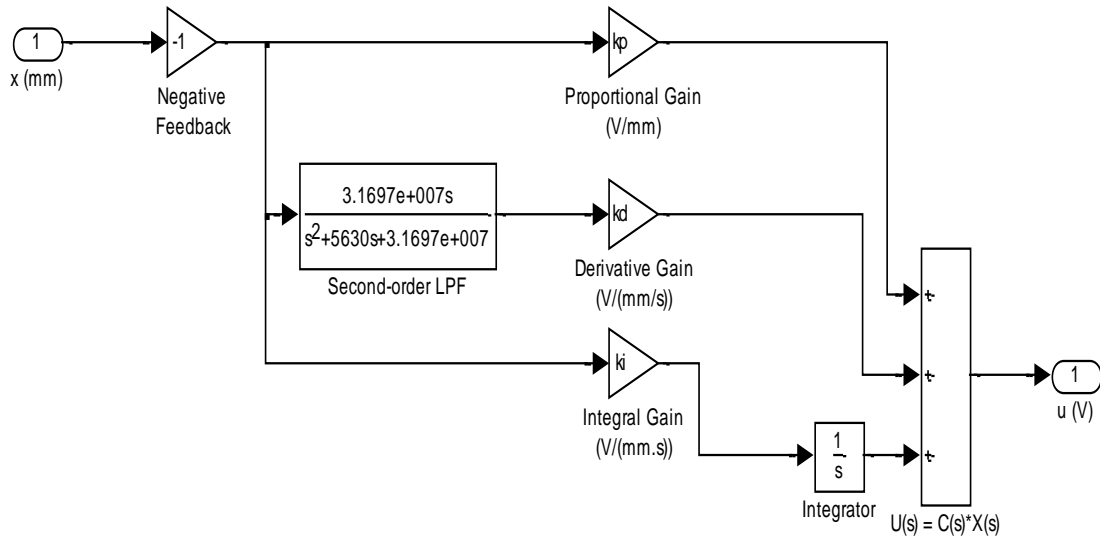 1
x (mm)
-1
Negative
Feedback
kp
Proportional Gain
(V/mm)
3.1697e+007s
s²+5630s+3.1697e+007
Second-order LPF
kd
Derivative Gain
(V/(mm/s))
ki
Integral Gain
(V/(mm.s))
1
s
Integrator
+
+
+
U(s) = C(s)*X(s)
1
u (V)